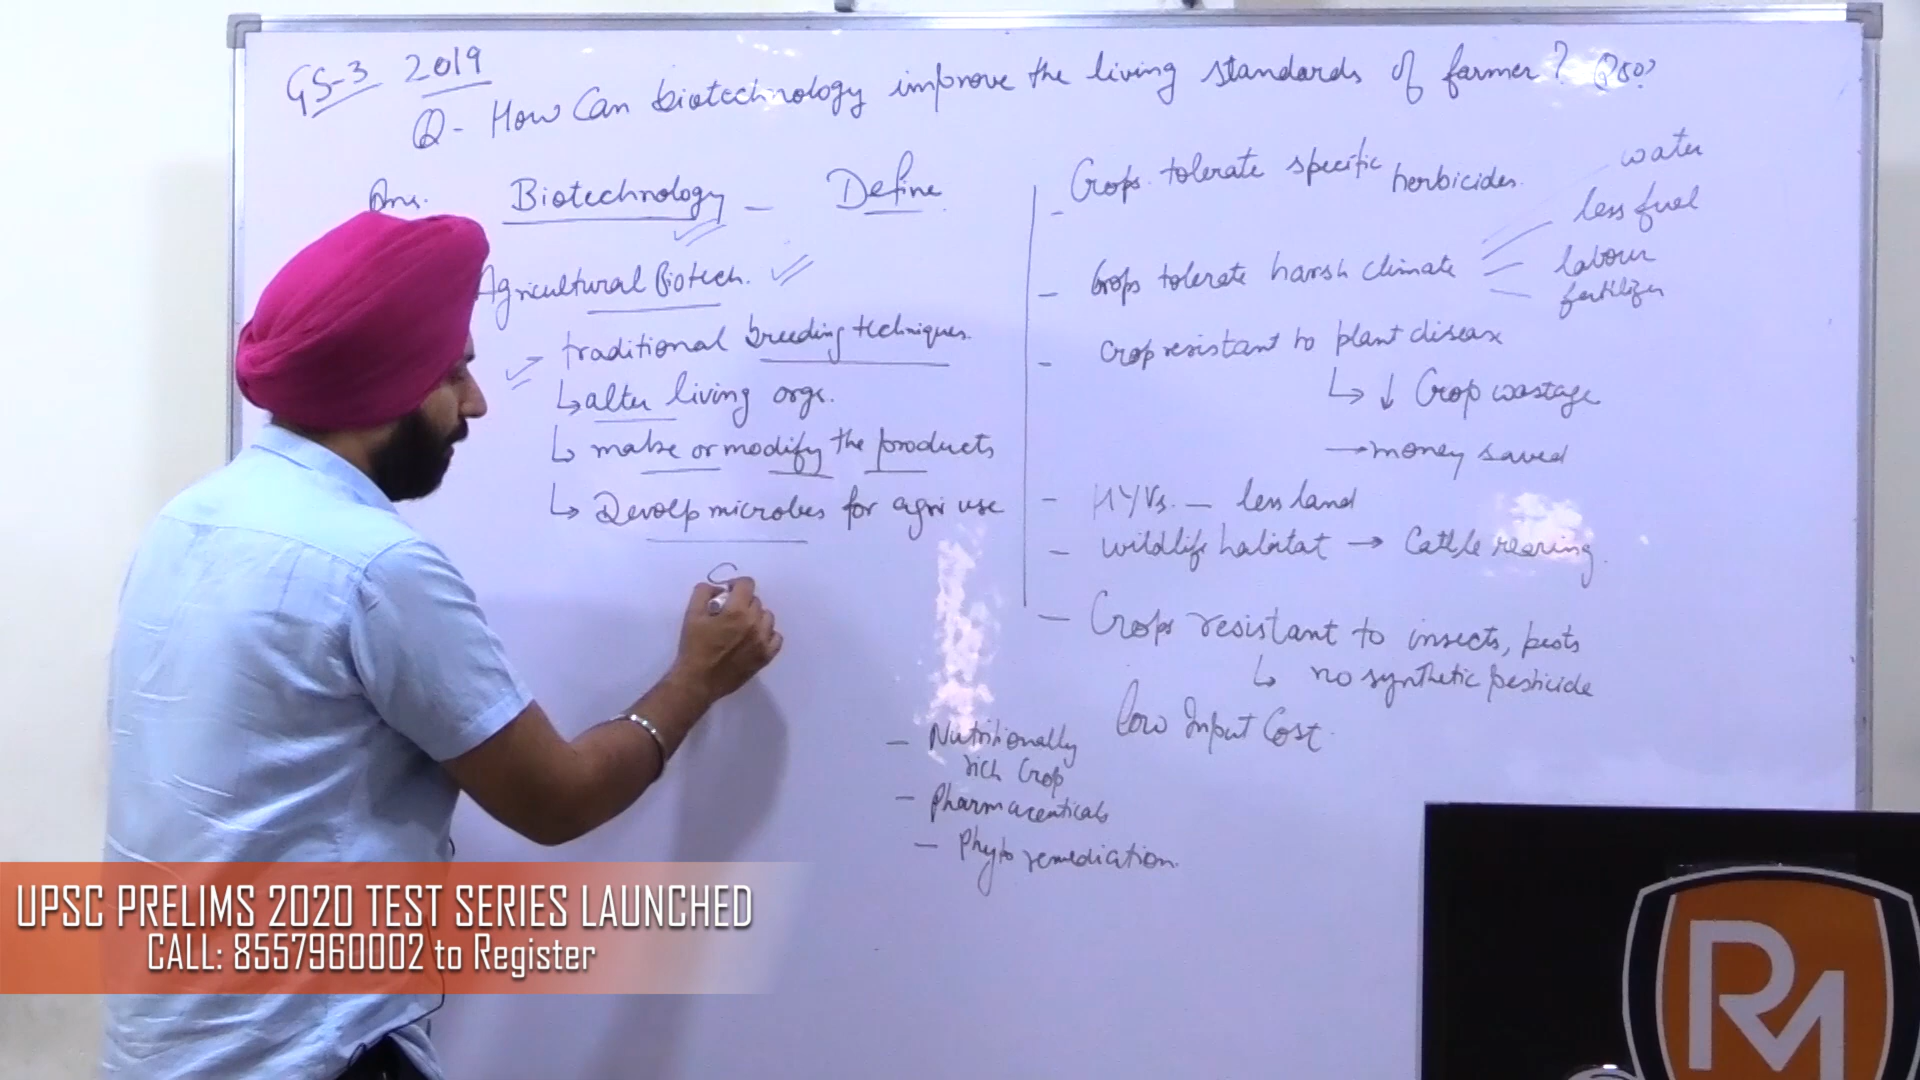 GS-3 2019
Q- How Can biotechnology improve the living standards of farmer?
Ans. Biotechnology - Define
Agricultural Biotech.
- traditional breeding techniques.
↳ alter living orgs.
↳ make or modify the products
↳ Devolp microbes for agri use
- Crops tolerate specific herbicides.
- Crops tolerate harsh climate
water
less fuel
labour
fertilizer
- Crop resistant to plant disease
↳ ↓ Crop wastage
→ money saved
- HYVs. - less land
- wildlife habitat → Cattle rearing
- Crops resistant to insects, pests
↳ no synthetic pesticide
low Input Cost.
- Nutritionally
rich Crop
- Pharmaceuticals
- Phyto remediation.
UPSC PRELIMS 2020 TEST SERIES LAUNCHED
CALL: 8557960002 to Register
RM